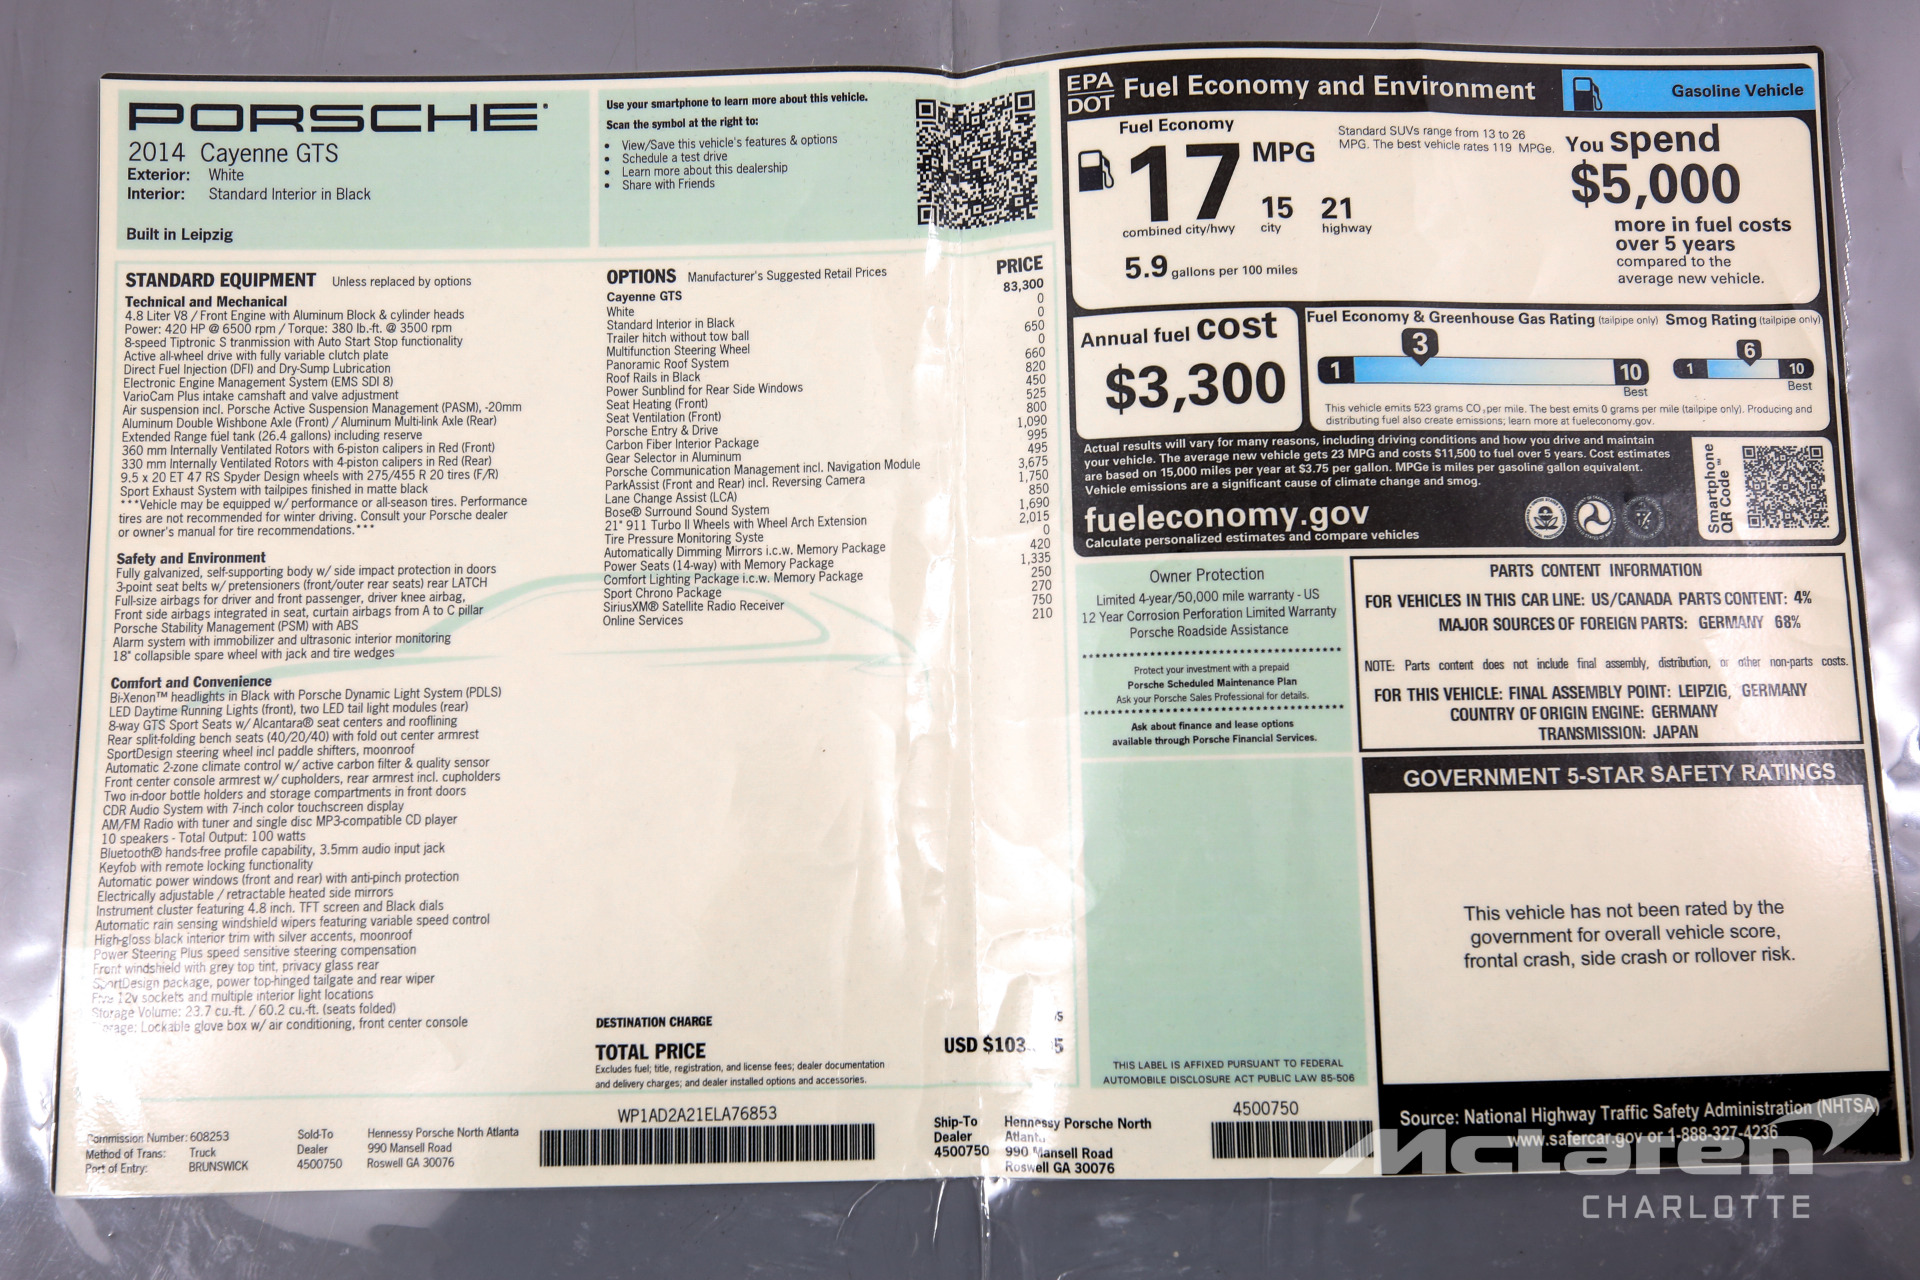 PORSCHE
2014 Cayenne GTS
Exterior: White
Interior: Standard Interior in Black
Built in Leipzig
Use your smartphone to learn more about this vehicle.
Scan the symbol at the right to:
• View/Save this vehicle's features & options
• Schedule a test drive
• Learn more about this dealership
• Share with Friends
STANDARD EQUIPMENT Unless replaced by options
Technical and Mechanical
4.8 Liter V8 / Front Engine with Aluminum Block & cylinder heads
Power: 420 HP @ 6500 rpm / Torque: 380 lb.-ft. @ 3500 rpm
8-speed Tiptronic S tranmission with Auto Start Stop functionality
Active all-wheel drive with fully variable clutch plate
Direct Fuel Injection (DFI) and Dry-Sump Lubrication
Electronic Engine Management System (EMS SDI 8)
VarioCam Plus intake camshaft and valve adjustment
Air suspension incl. Porsche Active Suspension Management (PASM), -20mm
Aluminum Double Wishbone Axle (Front) / Aluminum Multi-link Axle (Rear)
Extended Range fuel tank (26.4 gallons) including reserve
360 mm Internally Ventilated Rotors with 6-piston calipers in Red (Front)
330 mm Internally Ventilated Rotors with 4-piston calipers in Red (Rear)
9.5 x 20 ET 47 RS Spyder Design wheels with 275/455 R 20 tires (F/R)
Sport Exhaust System with tailpipes finished in matte black
***Vehicle may be equipped w/ performance or all-season tires. Performance
tires are not recommended for winter driving. Consult your Porsche dealer
or owner's manual for tire recommendations.***
Safety and Environment
Fully galvanized, self-supporting body w/ side impact protection in doors
3-point seat belts w/ pretensioners (front/outer rear seats) rear LATCH
Full-size airbags for driver and front passenger, driver knee airbag,
Front side airbags integrated in seat, curtain airbags from A to C pillar
Porsche Stability Management (PSM) with ABS
Alarm system with immobilizer and ultrasonic interior monitoring
18" collapsible spare wheel with jack and tire wedges
Comfort and Convenience
Bi-Xenon™ headlights in Black with Porsche Dynamic Light System (PDLS)
LED Daytime Running Lights (front), two LED tail light modules (rear)
8-way GTS Sport Seats w/ Alcantara® seat centers and rooflining
Rear split-folding bench seats (40/20/40) with fold out center armrest
SportDesign steering wheel incl paddle shifters, moonroof
Automatic 2-zone climate control w/ active carbon filter & quality sensor
Front center console armrest w/ cupholders, rear armrest incl. cupholders
Two in-door bottle holders and storage compartments in front doors
CDR Audio System with 7-inch color touchscreen display
AM/FM Radio with tuner and single disc MP3-compatible CD player
10 speakers - Total Output: 100 watts
Bluetooth® hands-free profile capability, 3.5mm audio input jack
Keyfob with remote locking functionality
Automatic power windows (front and rear) with anti-pinch protection
Electrically adjustable / retractable heated side mirrors
Instrument cluster featuring 4.8 inch. TFT screen and Black dials
Automatic rain sensing windshield wipers featuring variable speed control
High-gloss black interior trim with silver accents, moonroof
Power Steering Plus speed sensitive steering compensation
Front windshield with grey top tint, privacy glass rear
SportDesign package, power top-hinged tailgate and rear wiper
Five 12v sockets and multiple interior light locations
Storage Volume: 23.7 cu.-ft. / 60.2 cu.-ft. (seats folded)
Lockable glove box w/ air conditioning, front center console
OPTIONS Manufacturer's Suggested Retail Prices PRICE
Cayenne GTS 83,300
White 0
Standard Interior in Black 0
Trailer hitch without tow ball 650
Multifunction Steering Wheel 0
Panoramic Roof System 660
Roof Rails in Black 820
Power Sunblind for Rear Side Windows 450
Seat Heating (Front) 525
Seat Ventilation (Front) 800
Porsche Entry & Drive 1,090
Carbon Fiber Interior Package 995
Gear Selector in Aluminum 495
Porsche Communication Management incl. Navigation Module 3,675
ParkAssist (Front and Rear) incl. Reversing Camera 1,750
Lane Change Assist (LCA) 850
Bose® Surround Sound System 1,690
21" 911 Turbo II Wheels with Wheel Arch Extension 2,015
Tire Pressure Monitoring Syste 0
Automatically Dimming Mirrors i.c.w. Memory Package 420
Power Seats (14-way) with Memory Package 1,335
Comfort Lighting Package i.c.w. Memory Package 250
Sport Chrono Package 270
SiriusXM® Satellite Radio Receiver 750
Online Services 210
DESTINATION CHARGE 5
TOTAL PRICE USD $103 5
Excludes fuel; title, registration, and license fees; dealer documentation
and delivery charges; and dealer installed options and accessories.
Commission Number: 608253
Method of Trans: Truck
Port of Entry: BRUNSWICK
Sold-To
Dealer
4500750
Hennessy Porsche North Atlanta
990 Mansell Road
Roswell GA 30076
WP1AD2A21ELA76853
Ship-To
Dealer
4500750
Hennessy Porsche North
Atlanta
990 Mansell Road
Roswell GA 30076
4500750
EPA
DOT
Fuel Economy and Environment
Gasoline Vehicle
Fuel Economy
17 MPG
combined city/hwy
15
city
21
highway
5.9 gallons per 100 miles
Standard SUVs range from 13 to 26
MPG. The best vehicle rates 119 MPGe.
You spend
$5,000
more in fuel costs
over 5 years
compared to the
average new vehicle.
Annual fuel cost
$3,300
Fuel Economy & Greenhouse Gas Rating (tailpipe only)
3
1 10
Best
Smog Rating (tailpipe only)
6
1 10
Best
This vehicle emits 523 grams CO₂ per mile. The best emits 0 grams per mile (tailpipe only). Producing and
distributing fuel also create emissions; learn more at fueleconomy.gov.
Actual results will vary for many reasons, including driving conditions and how you drive and maintain
your vehicle. The average new vehicle gets 23 MPG and costs $11,500 to fuel over 5 years. Cost estimates
are based on 15,000 miles per year at $3.75 per gallon. MPGe is miles per gasoline gallon equivalent.
Vehicle emissions are a significant cause of climate change and smog.
fueleconomy.gov
Calculate personalized estimates and compare vehicles
Smartphone
QR Code™
Owner Protection
Limited 4-year/50,000 mile warranty - US
12 Year Corrosion Perforation Limited Warranty
Porsche Roadside Assistance
Protect your investment with a prepaid
Porsche Scheduled Maintenance Plan
Ask your Porsche Sales Professional for details.
Ask about finance and lease options
available through Porsche Financial Services.
THIS LABEL IS AFFIXED PURSUANT TO FEDERAL
AUTOMOBILE DISCLOSURE ACT PUBLIC LAW 85-506
PARTS CONTENT INFORMATION
FOR VEHICLES IN THIS CAR LINE: US/CANADA PARTS CONTENT: 4%
MAJOR SOURCES OF FOREIGN PARTS: GERMANY 68%
NOTE: Parts content does not include final assembly, distribution, or other non-parts costs.
FOR THIS VEHICLE: FINAL ASSEMBLY POINT: LEIPZIG, GERMANY
COUNTRY OF ORIGIN ENGINE: GERMANY
TRANSMISSION: JAPAN
GOVERNMENT 5-STAR SAFETY RATINGS
This vehicle has not been rated by the
government for overall vehicle score,
frontal crash, side crash or rollover risk.
Source: National Highway Traffic Safety Administration (NHTSA)
www.safercar.gov or 1-888-327-4236
McLaren
CHARLOTTE